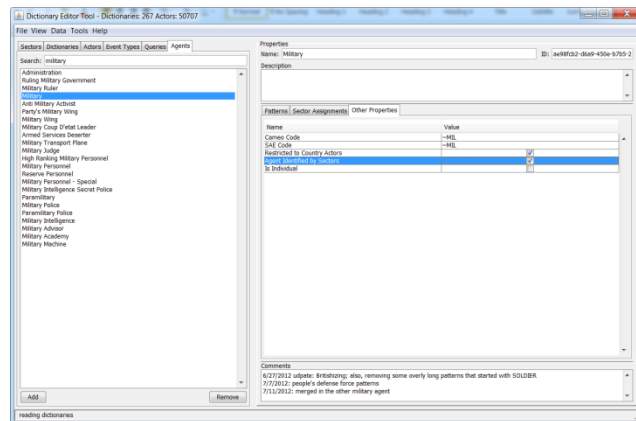 Dictionary Editor Tool - Dictionaries: 267 Actors: 50707
File View Data Tools Help
Sectors Dictionaries Actors Event Types Queries Agents
Search: military
Administration
Ruling Military Government
Military Ruler
Military
Anti Military Activist
Party's Military Wing
Military Wing
Military Coup D'etat Leader
Armed Services Deserter
Military Transport Plane
Military Judge
High Ranking Military Personnel
Military Personnel
Reserve Personnel
Military Personnel - Special
Military Intelligence Secret Police
Paramilitary
Military Police
Paramilitary Police
Military Intelligence
Military Advisor
Military Academy
Military Machine
Add Remove
reading dictionaries
Properties
Name: Military ID: ae98fcb2-d6a9-450e-b7b5-2
Description
Patterns Sector Assignments Other Properties
Name Value
Cameo Code ~MIL
SAE Code ~MIL
Restricted to Country Actors
Agent Identified by Sectors
Is Individual
Comments
6/27/2012 udpate: Britishizing; also, removing some overly long patterns that started with SOLDIER
7/7/2012: people's defense force patterns
7/11/2012: merged in the other military agent